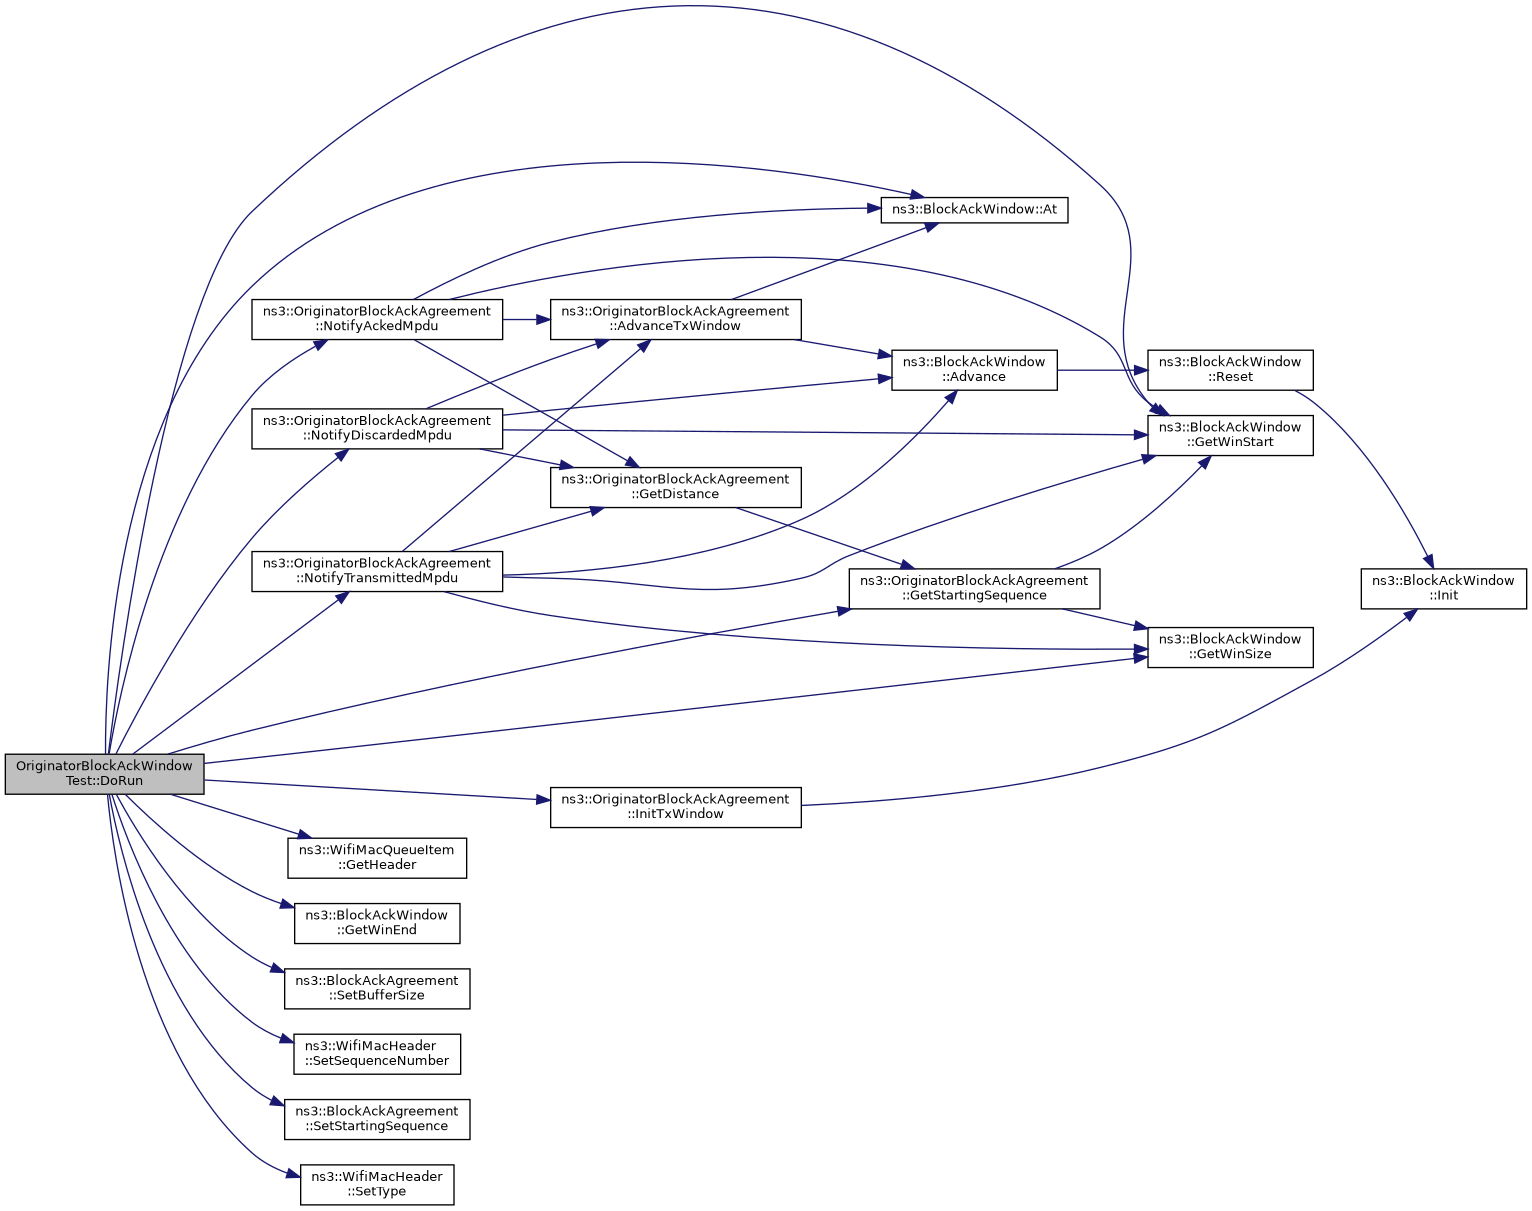 ns3::BlockAckWindow::At
ns3::OriginatorBlockAckAgreement
::NotifyAckedMpdu
ns3::OriginatorBlockAckAgreement
::AdvanceTxWindow
ns3::BlockAckWindow
::Advance
ns3::BlockAckWindow
::Reset
ns3::OriginatorBlockAckAgreement
::NotifyDiscardedMpdu
ns3::BlockAckWindow
::GetWinStart
ns3::OriginatorBlockAckAgreement
::GetDistance
ns3::OriginatorBlockAckAgreement
::NotifyTransmittedMpdu
ns3::OriginatorBlockAckAgreement
::GetStartingSequence
ns3::BlockAckWindow
::Init
ns3::BlockAckWindow
::GetWinSize
OriginatorBlockAckWindow
Test::DoRun
ns3::OriginatorBlockAckAgreement
::InitTxWindow
ns3::WifiMacQueueItem
::GetHeader
ns3::BlockAckWindow
::GetWinEnd
ns3::BlockAckAgreement
::SetBufferSize
ns3::WifiMacHeader
::SetSequenceNumber
ns3::BlockAckAgreement
::SetStartingSequence
ns3::WifiMacHeader
::SetType